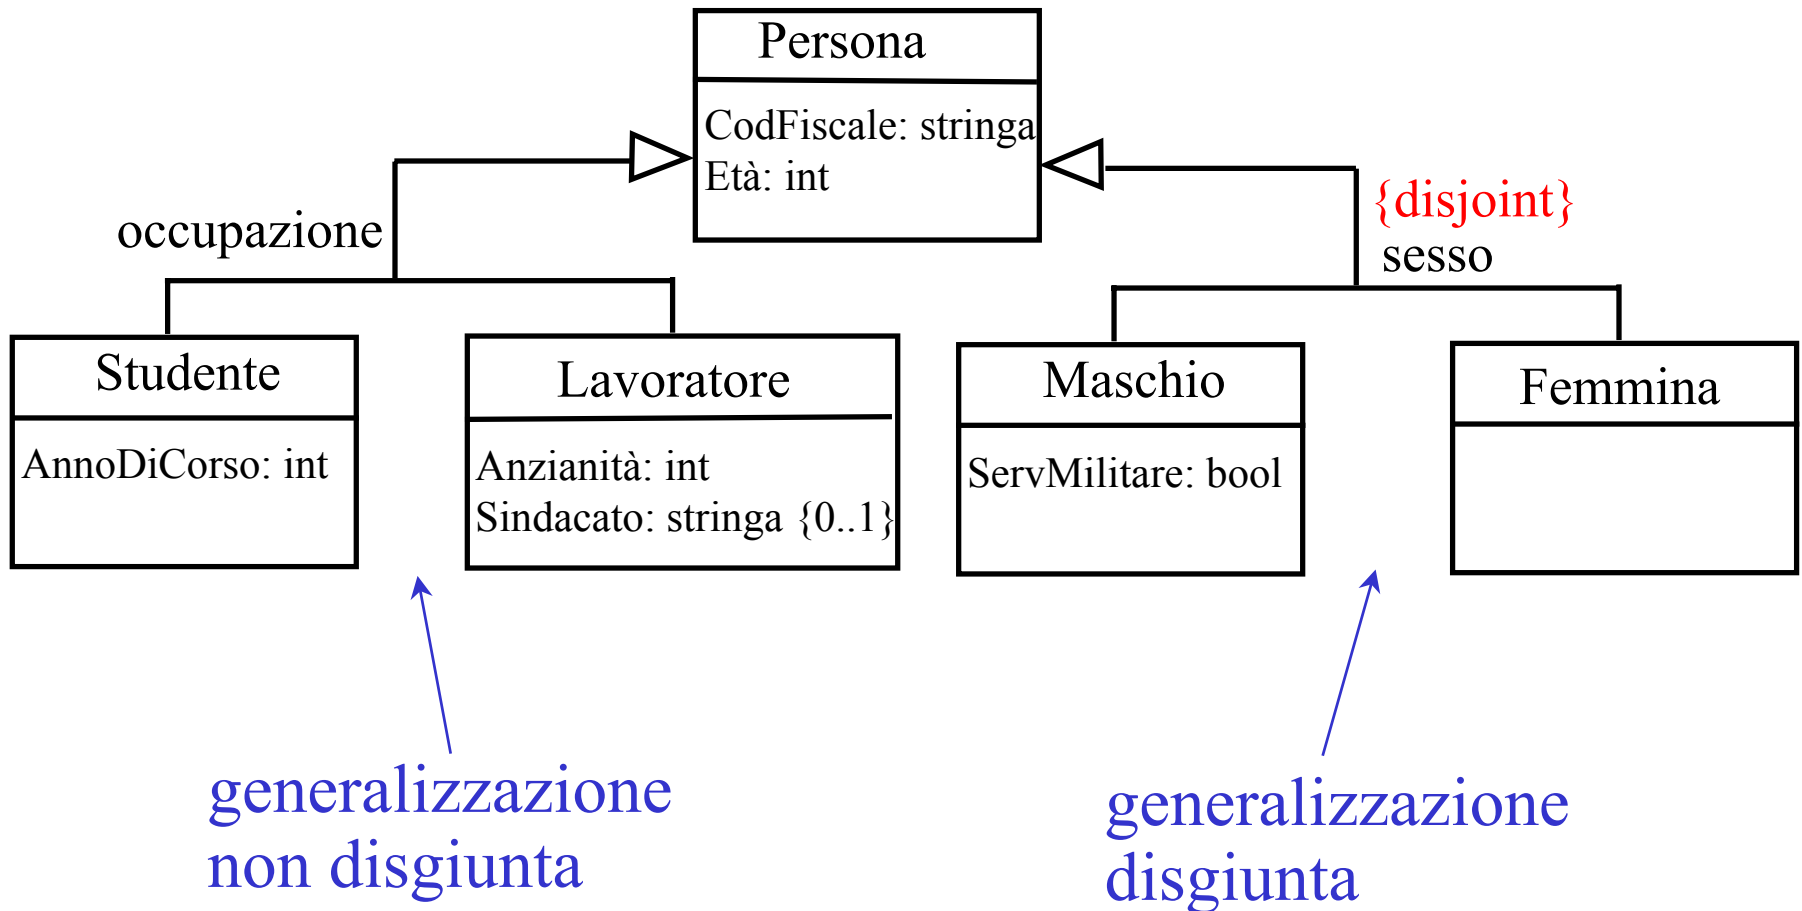 Persona
CodFiscale: stringa
Età: int
occupazione
{disjoint}
sesso
Studente
AnnoDiCorso: int
Lavoratore
Anzianità: int
Sindacato: stringa {0..1}
Maschio
ServMilitare: bool
Femmina
generalizzazione
non disgiunta
generalizzazione
disgiunta